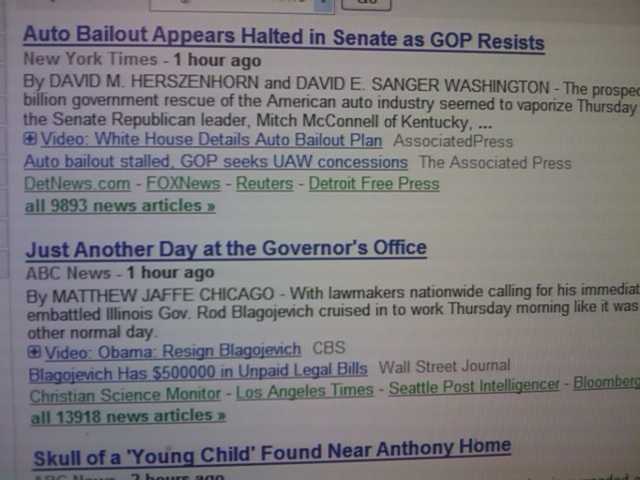 Auto Bailout Appears Halted in Senate as GOP Resists
New York Times - 1 hour ago
By DAVID M. HERSZENHORN and DAVID E. SANGER WASHINGTON - The
billion government rescue of the American auto industry seemed to vaporize Thursday
the Senate Republican leader, Mitch McConnell of Kentucky, ...
Video: White House Details Auto Bailout Plan AssociatedPress
Auto bailout stalled, GOP seeks UAW concessions The Associated Press
DetNews.com - FOXNews - Reuters - Detroit Free Press
all 9893 news articles »
Just Another Day at the Governor's Office
ABC News - 1 hour ago
By MATTHEW JAFFE CHICAGO - With lawmakers nationwide calling for his
embattled Illinois Gov. Rod Blagojevich cruised in to work Thursday morning like it was
other normal day.
Video: Obama: Resign Blagojevich CBS
Blagojevich Has $500000 in Unpaid Legal Bills Wall Street Journal
Christian Science Monitor - Los Angeles Times - Seattle Post Intelligencer - Bloomberg
all 13918 news articles »
Skull of a 'Young Child' Found Near Anthony Home
ABC News - 2 hours ago